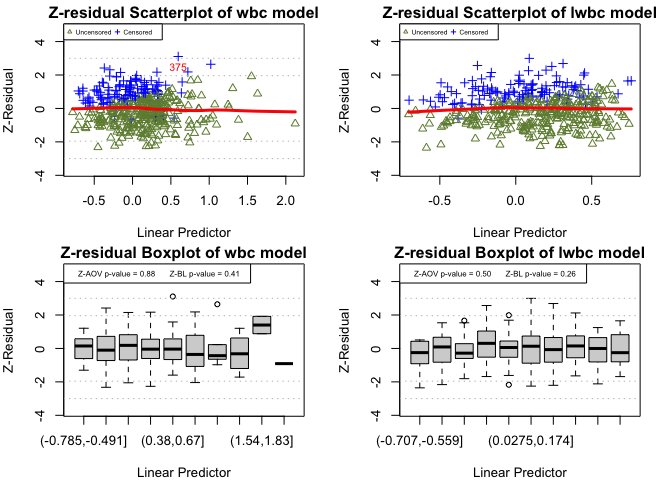 Z-residual Scatterplot of wbc model
Uncensored Censored
375
4
2
0
-2
-4
Z-Residual
-0.5 0.0 0.5 1.0 1.5 2.0
Linear Predictor
Z-residual Scatterplot of lwbc model
Uncensored Censored
4
2
0
-2
-4
Z-Residual
-0.5 0.0 0.5
Linear Predictor
Z-residual Boxplot of wbc model
Z-AOV p-value = 0.88 Z-BL p-value = 0.41
4
2
0
-2
-4
Z-Residual
(-0.785,-0.491] (0.38,0.67] (1.54,1.83]
Linear Predictor
Z-residual Boxplot of lwbc model
Z-AOV p-value = 0.50 Z-BL p-value = 0.26
4
2
0
-2
-4
Z-Residual
(-0.707,-0.559] (0.0275,0.174]
Linear Predictor